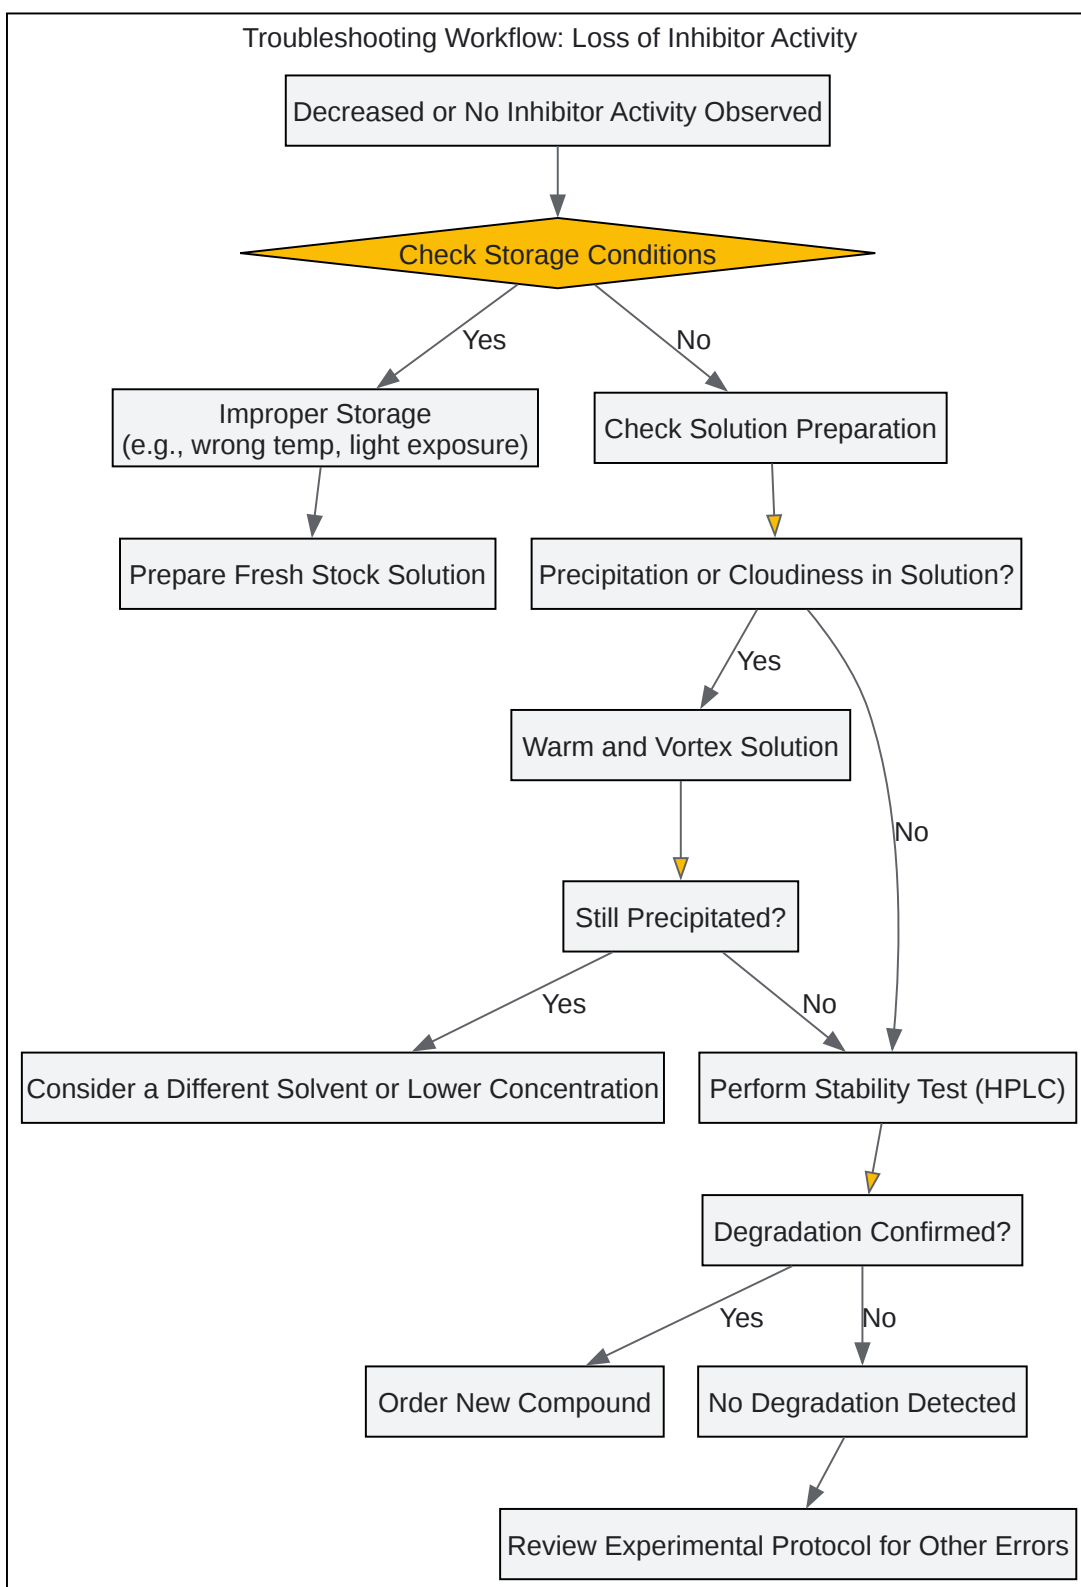 Troubleshooting Workflow: Loss of Inhibitor Activity
Decreased or No Inhibitor Activity Observed
Check Storage Conditions
Yes
No
Improper Storage
(e.g., wrong temp, light exposure)
Check Solution Preparation
Prepare Fresh Stock Solution
Precipitation or Cloudiness in Solution?
Yes
Warm and Vortex Solution
No
Still Precipitated?
Yes
No
Consider a Different Solvent or Lower Concentration
Perform Stability Test (HPLC)
Degradation Confirmed?
Yes
No
Order New Compound
No Degradation Detected
Review Experimental Protocol for Other Errors